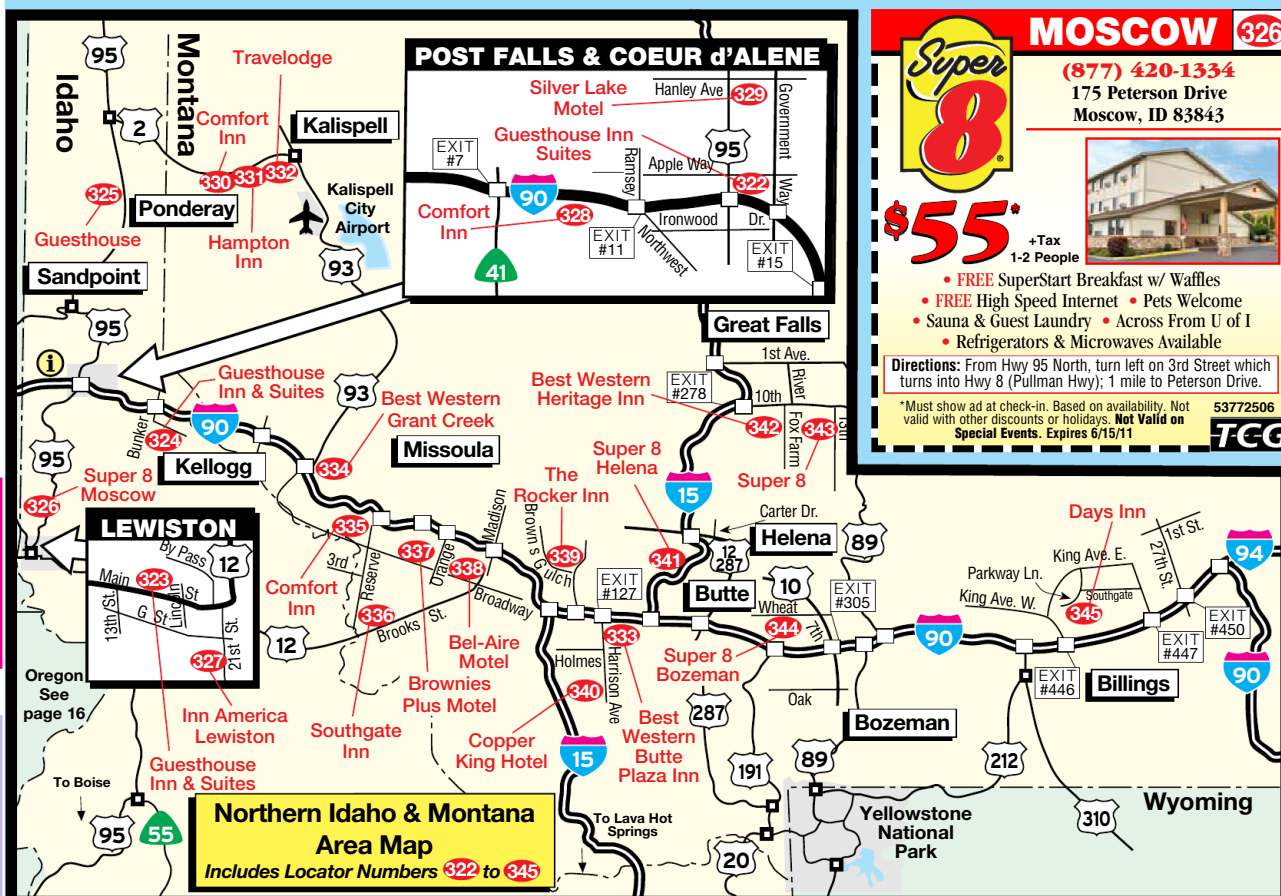 95
Idaho
Montana
2
Travelodge
Comfort
Inn
Kalispell
330
331
332
325
Ponderay
Guesthouse
Hampton
Inn
Kalispell
City
Airport
93
Sandpoint
95
i
POST FALLS & COEUR d'ALENE
Silver Lake
Motel
Hanley Ave
329
Government
Way
Guesthouse Inn
Suites
95
EXIT
#7
Ramsey
Apple Way
322
90
Comfort
Inn
328
Ironwood
Dr.
EXIT
#11
Northwest
EXIT
#15
41
Super
8
MOSCOW
326
(877) 420-1334
175 Peterson Drive
Moscow, ID 83843
$55*
+Tax
1-2 People
• FREE SuperStart Breakfast w/ Waffles
• FREE High Speed Internet • Pets Welcome
• Sauna & Guest Laundry • Across From U of I
• Refrigerators & Microwaves Available
Directions: From Hwy 95 North, turn left on 3rd Street which
turns into Hwy 8 (Pullman Hwy); 1 mile to Peterson Drive.
*Must show ad at check-in. Based on availability. Not
valid with other discounts or holidays. Not Valid on
Special Events. Expires 6/15/11
53772506
TCG
Great Falls
1st Ave.
River
EXIT
#278
10th
Fox Farm
13th
Best Western
Heritage Inn
342
343
Super 8
Guesthouse
Inn & Suites
Bunker
324
90
Kellogg
93
Best Western
Grant Creek
334
Missoula
95
326
Super 8
Moscow
Super 8
Helena
15
The
Rocker Inn
339
Browns Gulch
341
Carter Dr.
Helena
12
287
89
LEWISTON
By Pass
12
Main
St
323
Lincoln
13th/St.
G St
21st / St.
327
335
Comfort
Inn
3rd
Reserve
337
Orange
338
Madison
Broadway
336
Brooks St.
12
Bel-Aire
Motel
Brownies
Plus Motel
Southgate
Inn
Inn America
Lewiston
Guesthouse
Inn & Suites
Oregon
See
page 16
To Boise
95
55
EXIT
#127
Butte
333
Holmes
Harrison Ave
340
Copper
King Hotel
Best
Western
Butte
Plaza Inn
15
To Lava Hot
Springs
10
Wheat
7th
344
Super 8
Bozeman
EXIT
#305
Oak
287
Bozeman
191
89
20
Yellowstone
National
Park
90
Days Inn
King Ave. E.
Parkway Ln.
Southgate
King Ave. W.
345
27th St.
1st St.
94
EXIT
#450
EXIT
#447
EXIT
#446
Billings
90
212
310
Wyoming
Northern Idaho & Montana
Area Map
Includes Locator Numbers 322 to 345